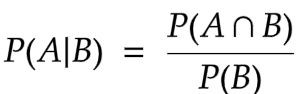 P(A|B) = P(A ∩ B) / P(B)